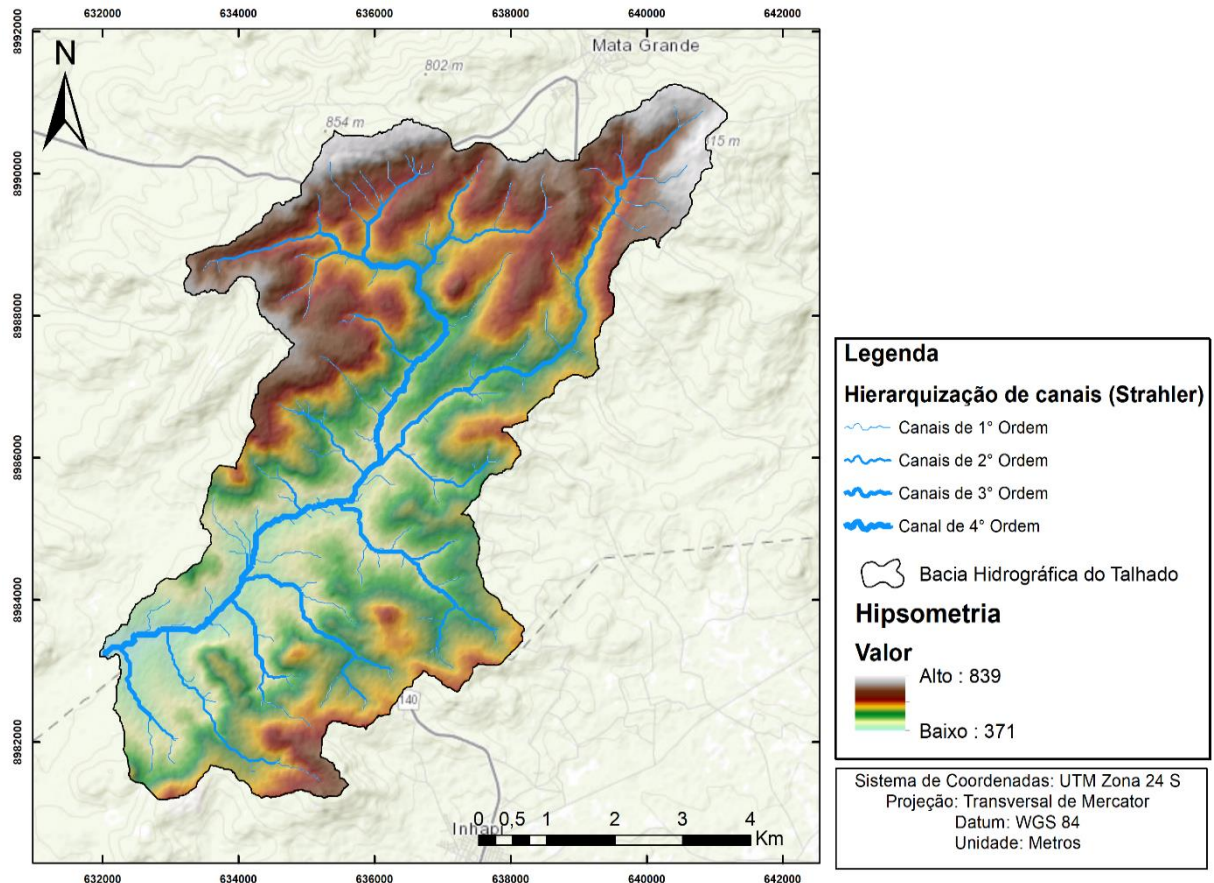 632000 634000 636000 638000 640000 642000
8992000
8990000
8988000
8986000
8984000
8982000
N
Mata Grande
802 m
854 m
815 m
140
Inhapi
0 0,5 1 2 3 4
Km
632000 634000 636000 638000 640000 642000
Legenda
Hierarquização de canais (Strahler)
Canais de 1° Ordem
Canais de 2° Ordem
Canais de 3° Ordem
Canal de 4° Ordem
Bacia Hidrográfica do Talhado
Hipsometria
Valor
Alto : 839
Baixo : 371
Sistema de Coordenadas: UTM Zona 24 S
Projeção: Transversal de Mercator
Datum: WGS 84
Unidade: Metros